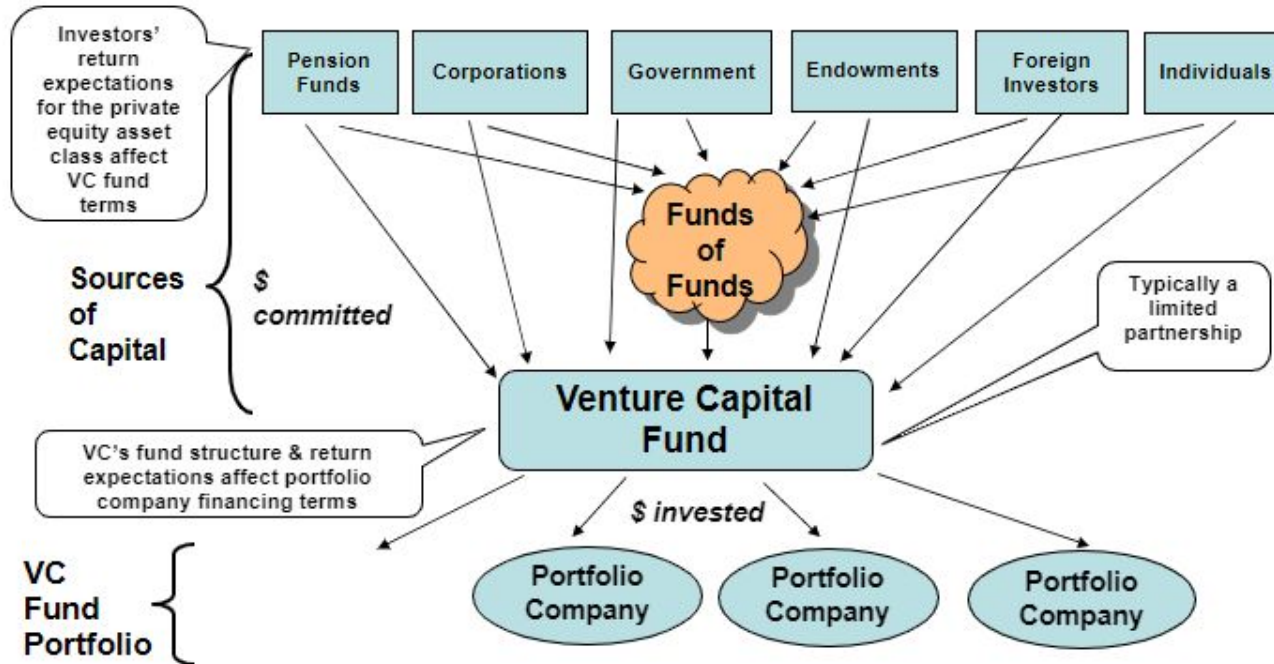 Investors'
return
expectations
for the private
equity asset
class affect
VC fund
terms
Pension
Funds
Corporations
Government
Endowments
Foreign
Investors
Individuals
Funds
of
Funds
Sources
of
Capital
$
committed
Typically a
limited
partnership
Venture Capital
Fund
VC's fund structure & return
expectations affect portfolio
company financing terms
$ invested
VC
Fund
Portfolio
Portfolio
Company
Portfolio
Company
Portfolio
Company